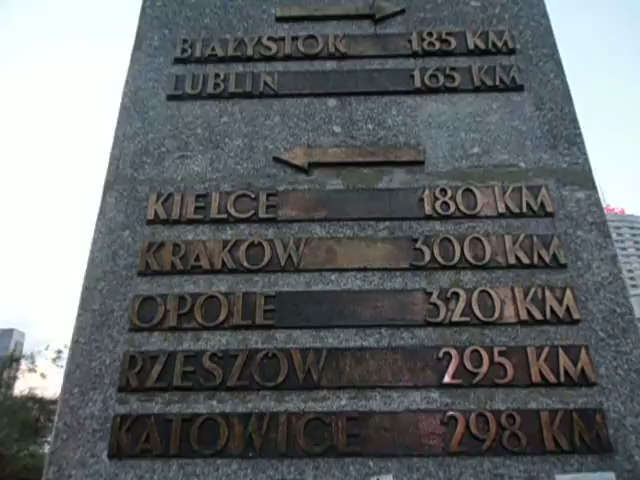 BIAŁYSTOK 185 KM
LUBLIN 165 KM
KIELCE 180 KM
KRAKÓW 300 KM
OPOLE 320 KM
RZESZÓW 295 KM
KATOWICE 298 KM